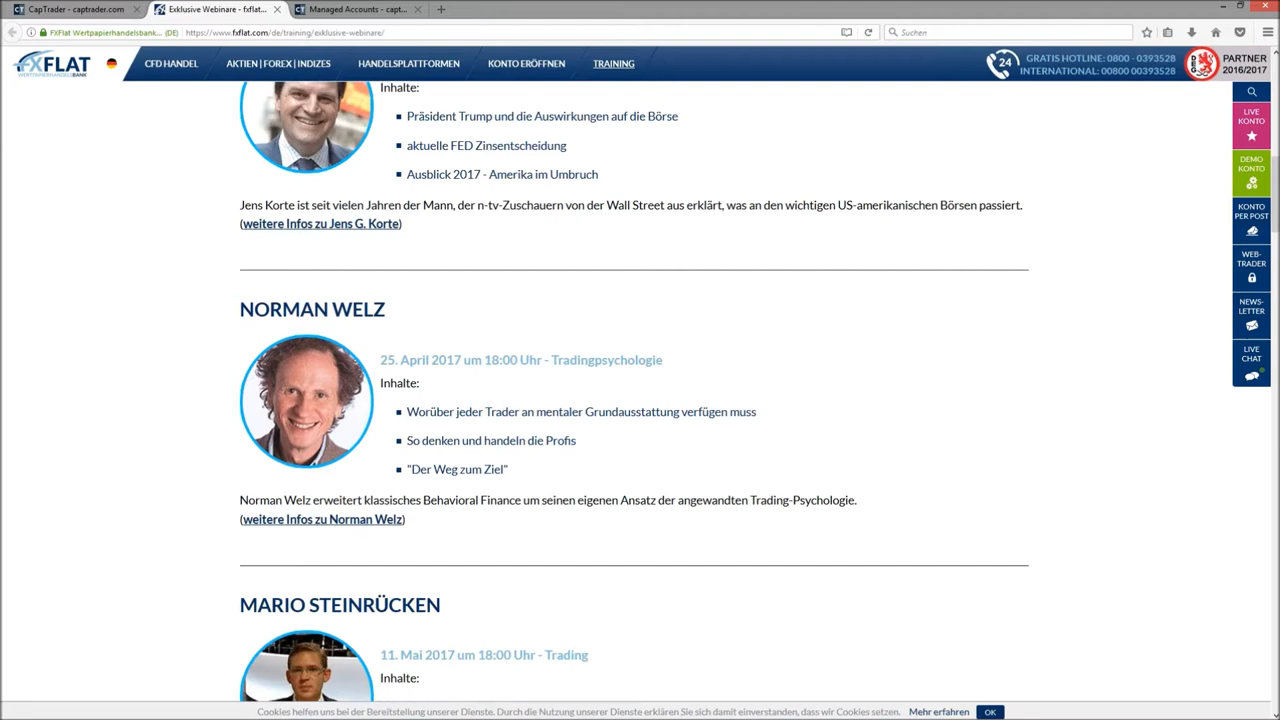 CapTrader - captrader.com
Exklusive Webinare - fxflat...
Managed Accounts - capt...
FXFlat Wertpapierhandelsbank... (DE)
https://www.fxflat.com/de/training/exklusive-webinare/
Suchen
FXFLAT
WERTPAPIERHANDELSBANK
CFD HANDEL
AKTIEN | FOREX | INDIZES
HANDELSPLATTFORMEN
KONTO ERÖFFNEN
TRAINING
24
GRATIS HOTLINE: 0800 - 0393528
INTERNATIONAL: 00800 00393528
DEG
PARTNER
2016/2017
Inhalte:
Präsident Trump und die Auswirkungen auf die Börse
aktuelle FED Zinsentscheidung
Ausblick 2017 - Amerika im Umbruch
Jens Korte ist seit vielen Jahren der Mann, der n-tv-Zuschauern von der Wall Street aus erklärt, was an den wichtigen US-amerikanischen Börsen passiert.
(weitere Infos zu Jens G. Korte)
NORMAN WELZ
25. April 2017 um 18:00 Uhr - Tradingpsychologie
Inhalte:
Worüber jeder Trader an mentaler Grundausstattung verfügen muss
So denken und handeln die Profis
"Der Weg zum Ziel"
Norman Welz erweitert klassisches Behavioral Finance um seinen eigenen Ansatz der angewandten Trading-Psychologie.
(weitere Infos zu Norman Welz)
MARIO STEINRÜCKEN
11. Mai 2017 um 18:00 Uhr - Trading
Inhalte:
LIVE
KONTO
DEMO
KONTO
KONTO
PER POST
WEB-
TRADER
NEWS-
LETTER
LIVE
CHAT
Cookies helfen uns bei der Bereitstellung unserer Dienste. Durch die Nutzung unserer Dienste erklären Sie sich damit einverstanden, dass wir Cookies setzen.
Mehr erfahren
OK